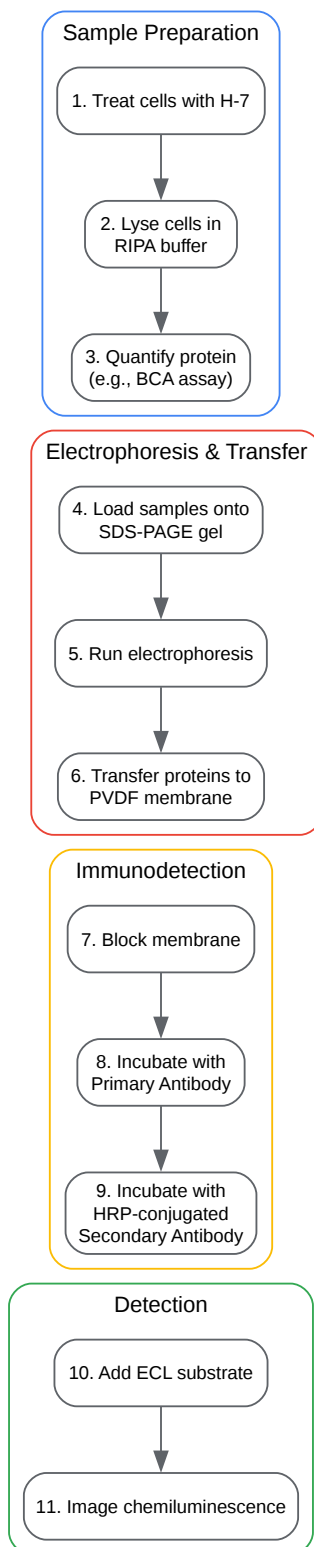 Sample Preparation
1. Treat cells with H-7
2. Lyse cells in
RIPA buffer
3. Quantify protein
(e.g., BCA assay)
Electrophoresis & Transfer
4. Load samples onto
SDS-PAGE gel
5. Run electrophoresis
6. Transfer proteins to
PVDF membrane
Immunodetection
7. Block membrane
8. Incubate with
Primary Antibody
9. Incubate with
HRP-conjugated
Secondary Antibody
Detection
10. Add ECL substrate
11. Image chemiluminescence